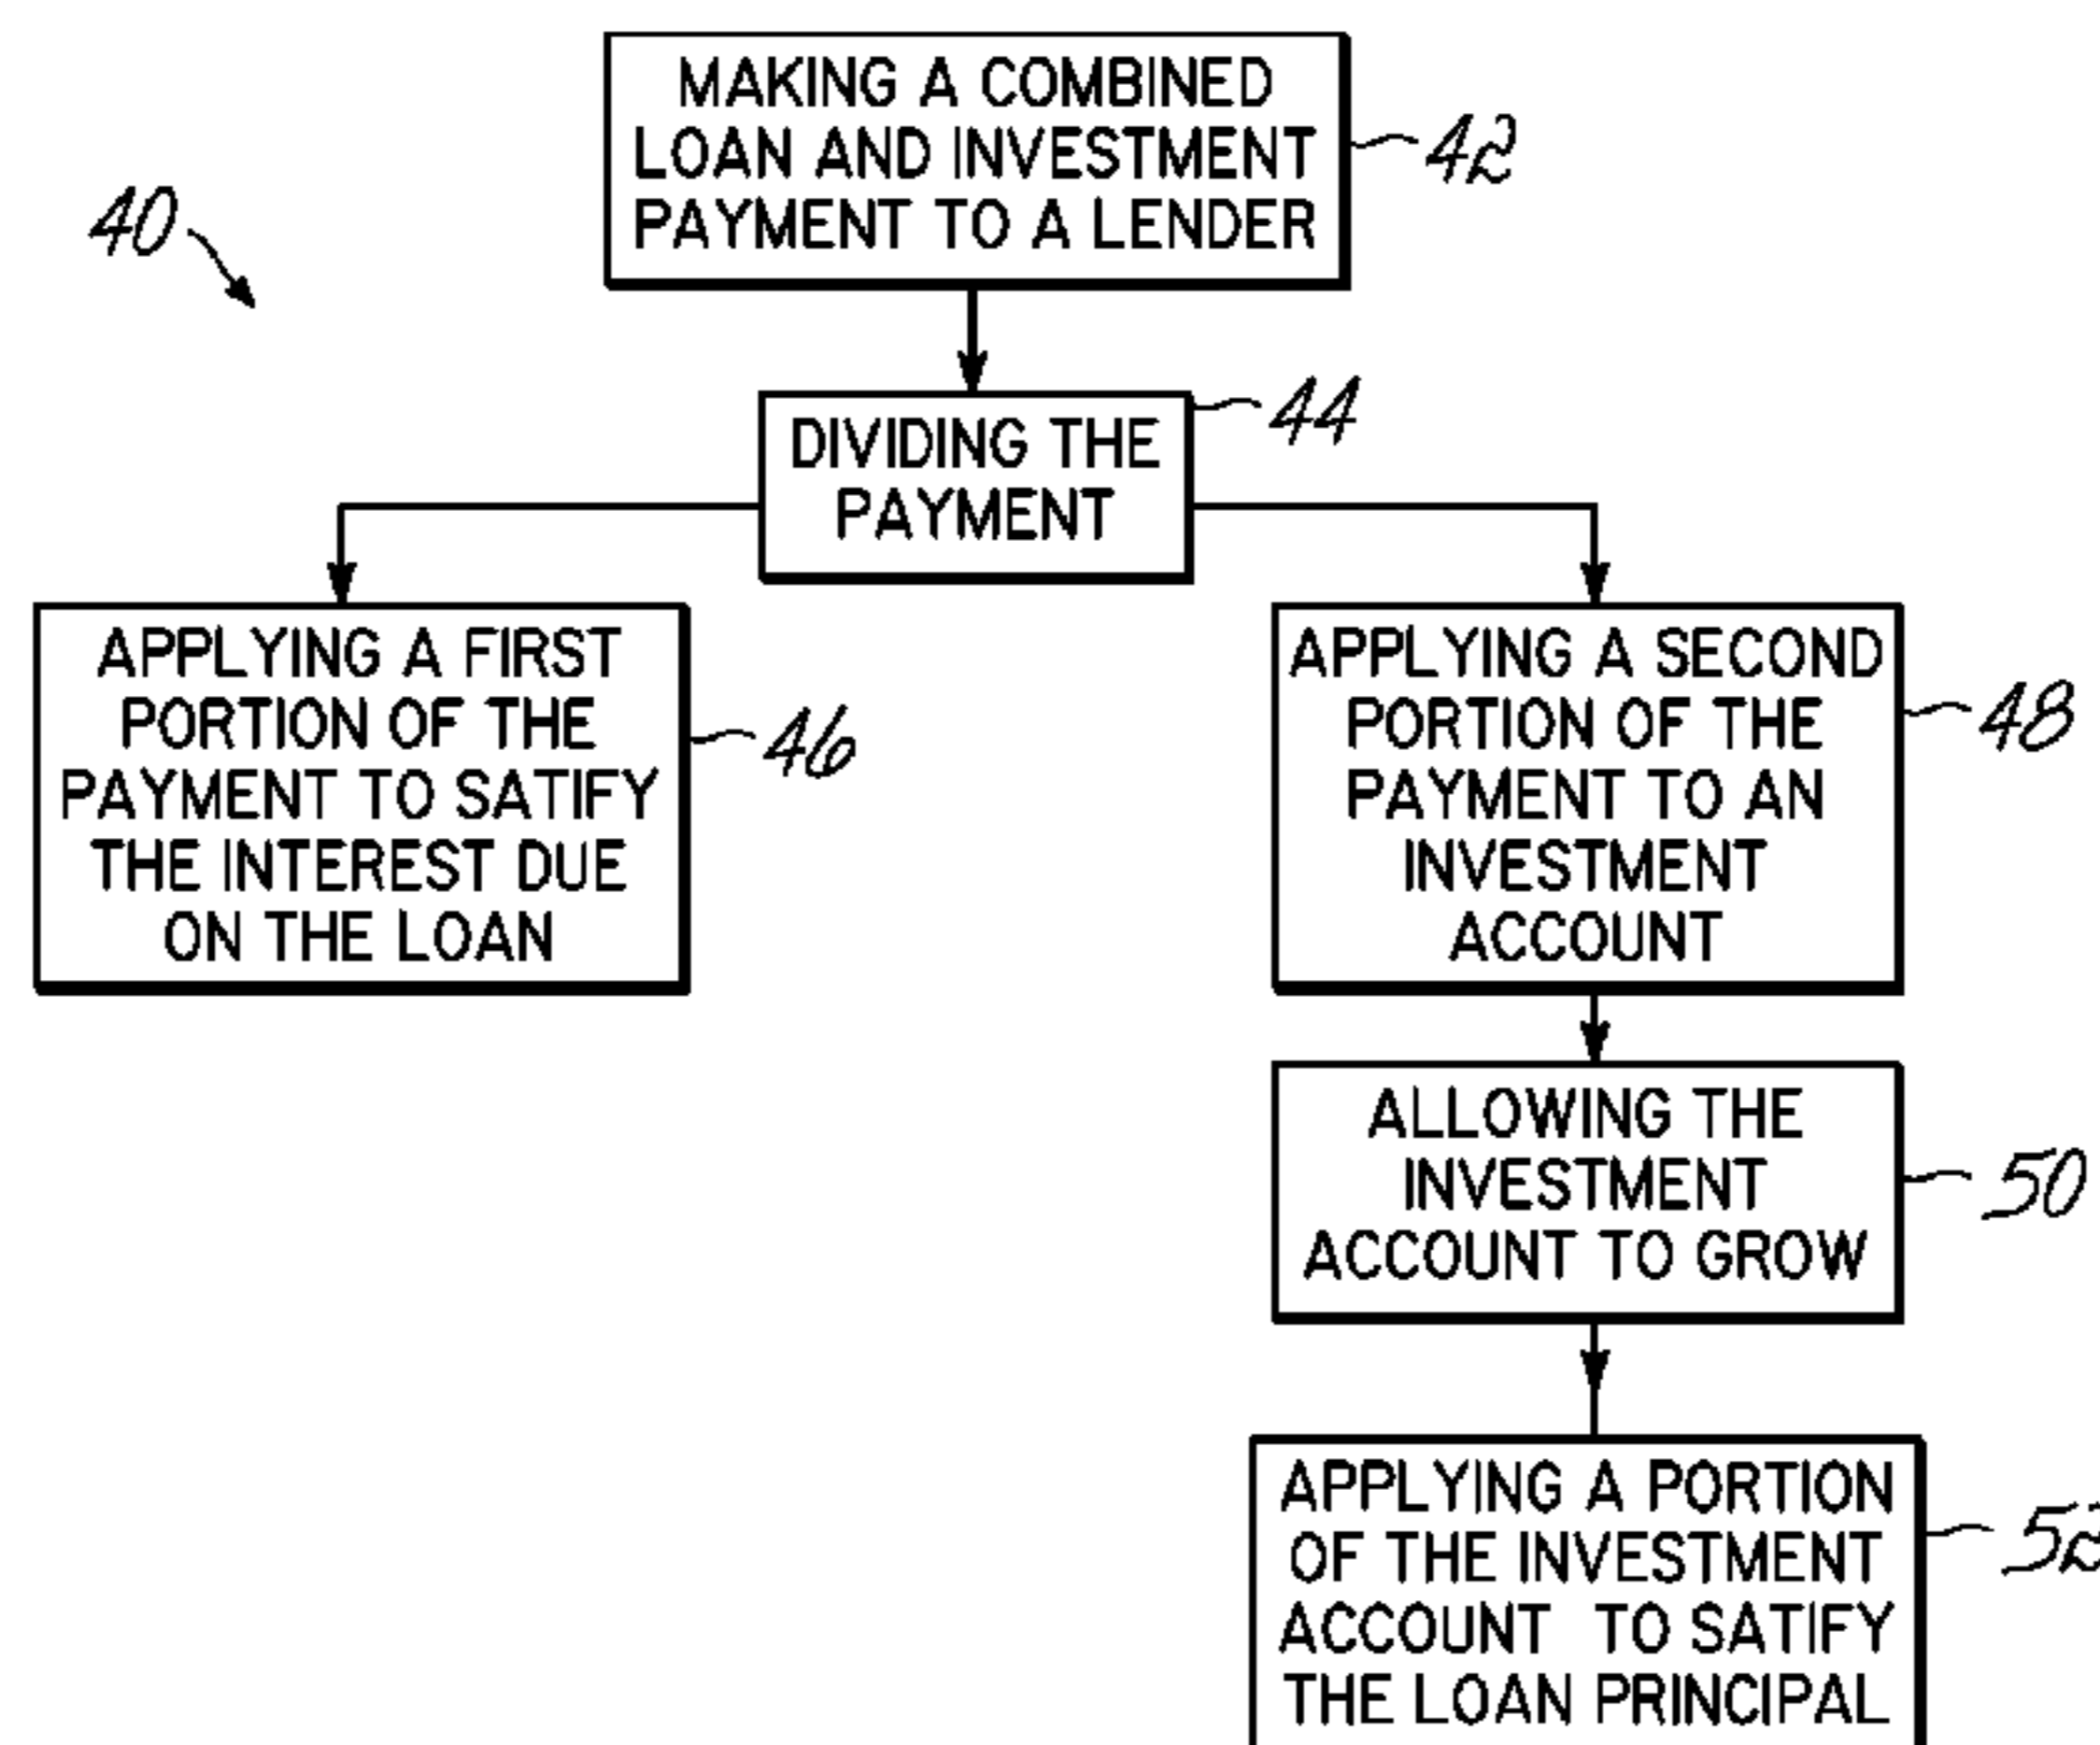 MAKING A COMBINED
LOAN AND INVESTMENT
PAYMENT TO A LENDER
42
40
DIVIDING THE
PAYMENT
44
APPLYING A FIRST
PORTION OF THE
PAYMENT TO SATIFY
THE INTEREST DUE
ON THE LOAN
46
APPLYING A SECOND
PORTION OF THE
PAYMENT TO AN
INVESTMENT
ACCOUNT
48
ALLOWING THE
INVESTMENT
ACCOUNT TO GROW
50
APPLYING A PORTION
OF THE INVESTMENT
ACCOUNT TO SATIFY
THE LOAN PRINCIPAL
52